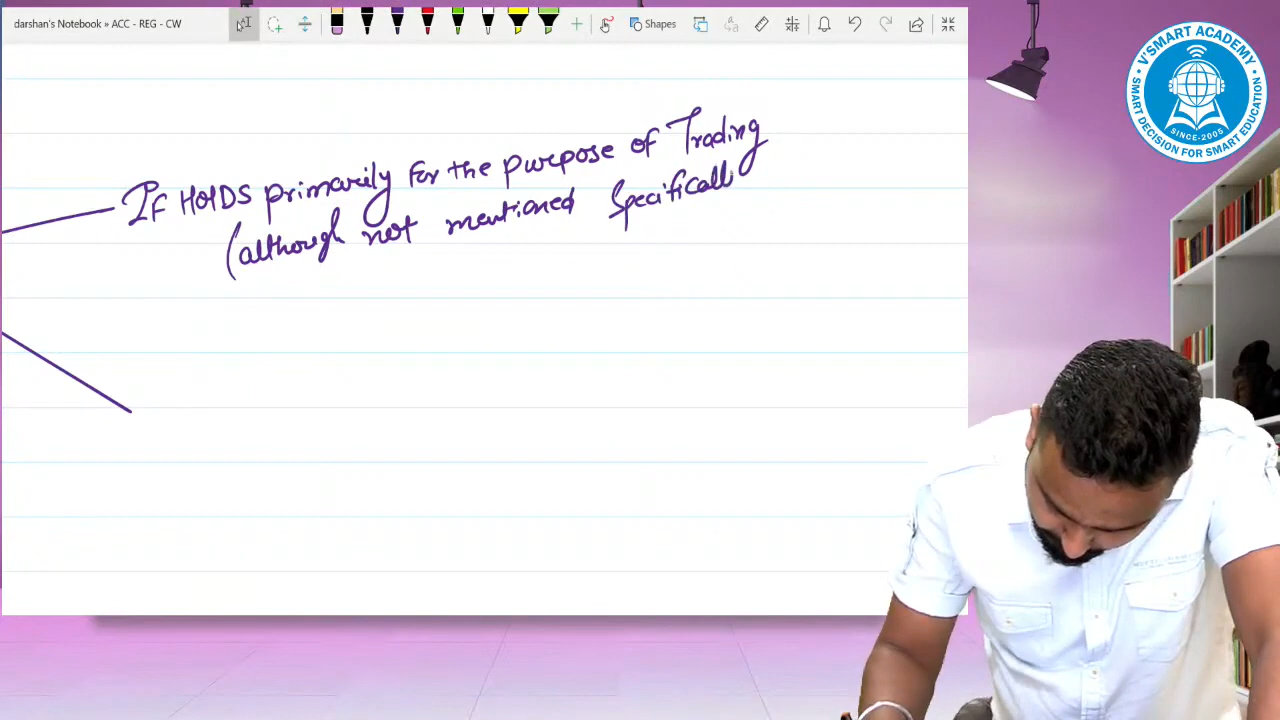 darshan's Notebook » ACC - REG - CW
Shapes
V'SMART ACADEMY
SINCE-2005
SMART DECISION FOR SMART EDUCATION
If Holds primarily for the purpose of Trading
(although not mentioned Specificall